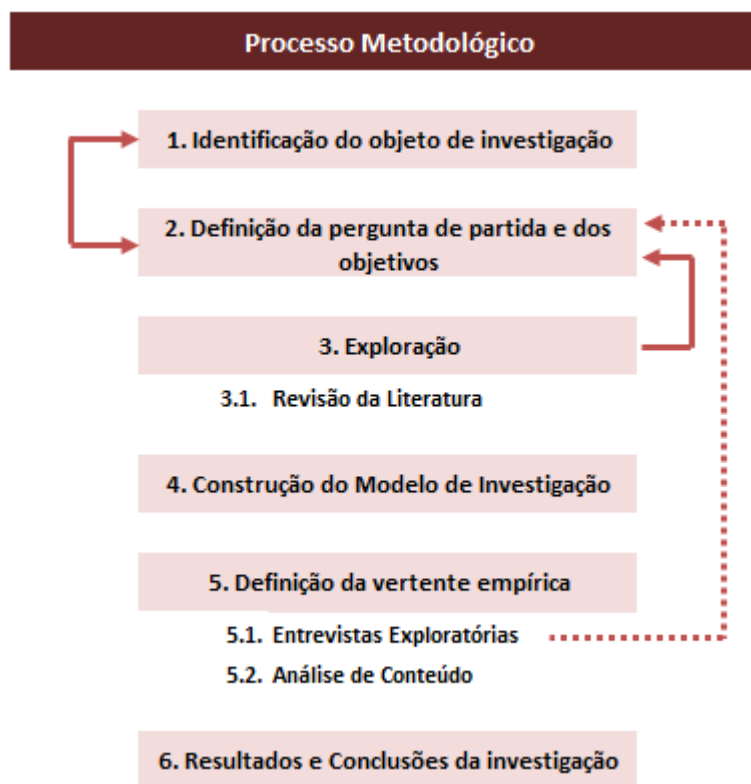 Processo Metodológico
1. Identificação do objeto de investigação
2. Definição da pergunta de partida e dos
objetivos
3. Exploração
3.1. Revisão da Literatura
4. Construção do Modelo de Investigação
5. Definição da vertente empírica
5.1. Entrevistas Exploratórias
5.2. Análise de Conteúdo
6. Resultados e Conclusões da investigação